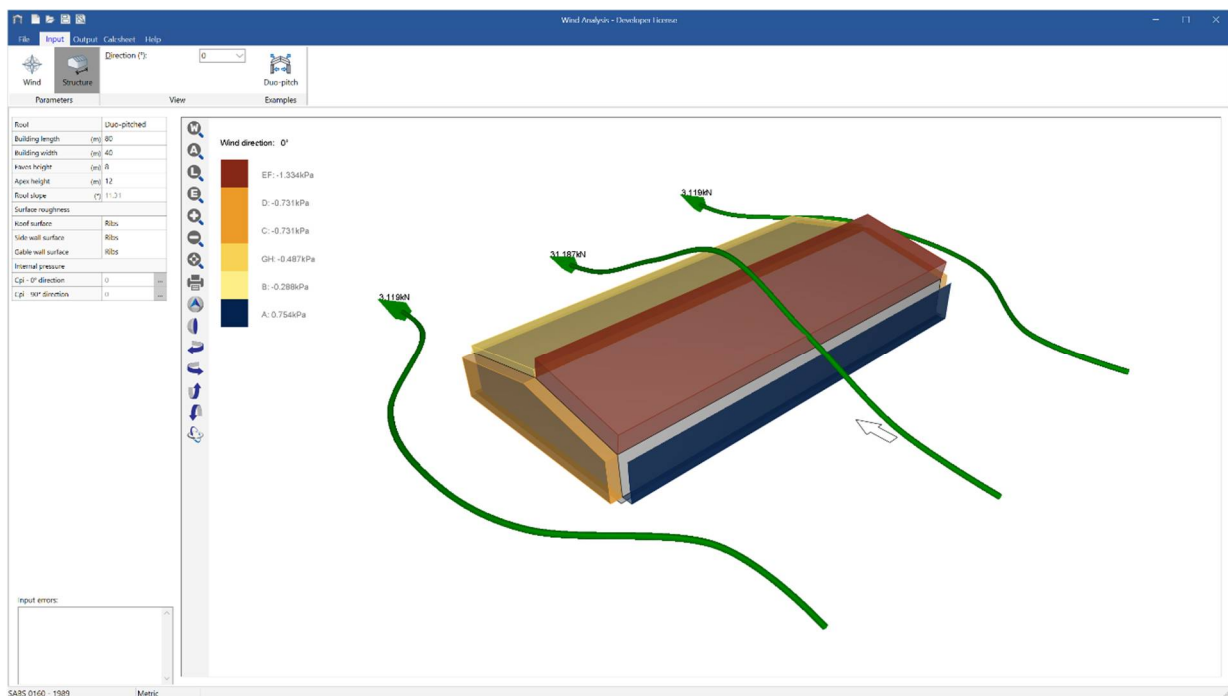 Wind Analysis - Developer License
File Input Output Calcsheet Help
Direction (°): 0
Wind Structure Duo-pitch
Parameters View Examples
Roof Duo-pitched
Building length (m) 80
Building width (m) 40
Eaves height (m) 8
Apex height (m) 12
Roof slope (°) 11.31
Surface roughness
Roof surface Ribs
Side wall surface Ribs
Gable wall surface Ribs
Internal pressure
Cpi - 0° direction 0 ...
Cpi 90° direction 0 ...
W
A
L
E
Wind direction: 0°
EF: -1.334kPa
D: -0.731kPa
C: -0.731kPa
GH: -0.487kPa
B: -0.288kPa
A: 0.754kPa
3.119kN
31.187kN
3.119kN
Input errors:
SABS 0160 - 1989 Metric